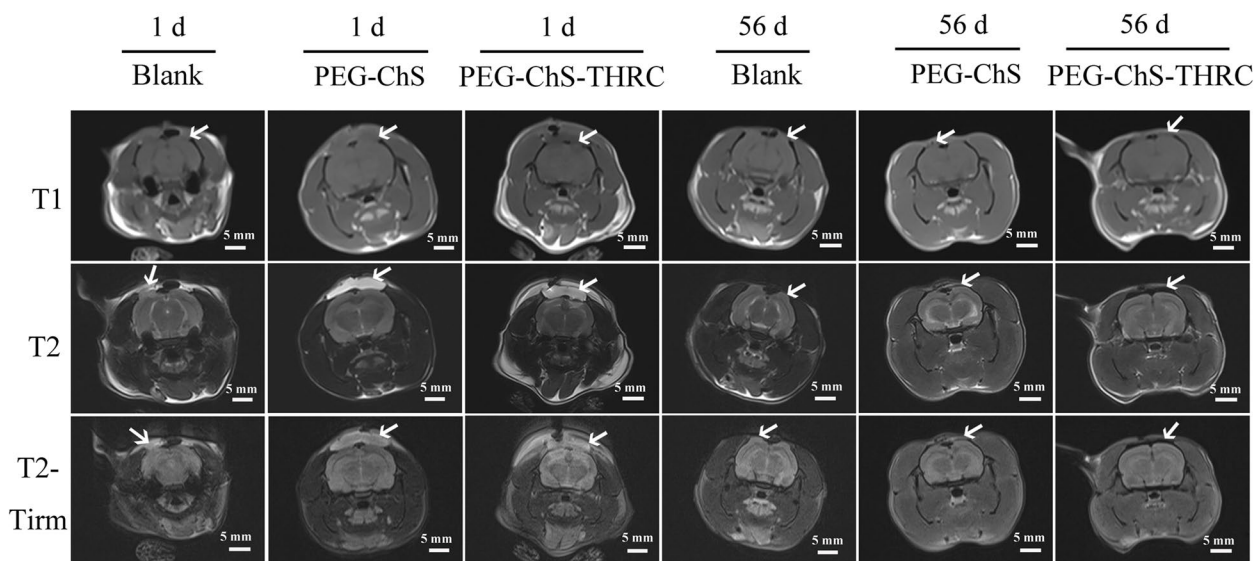 1 d 1 d 1 d 56 d 56 d 56 d
Blank PEG-ChS PEG-ChS-THRC Blank PEG-ChS PEG-ChS-THRC
T1
5 mm 5 mm 5 mm 5 mm 5 mm 5 mm
T2
5 mm 5 mm 5 mm 5 mm 5 mm 5 mm
T2-
Tirm
5 mm 5 mm 5 mm 5 mm 5 mm 5 mm